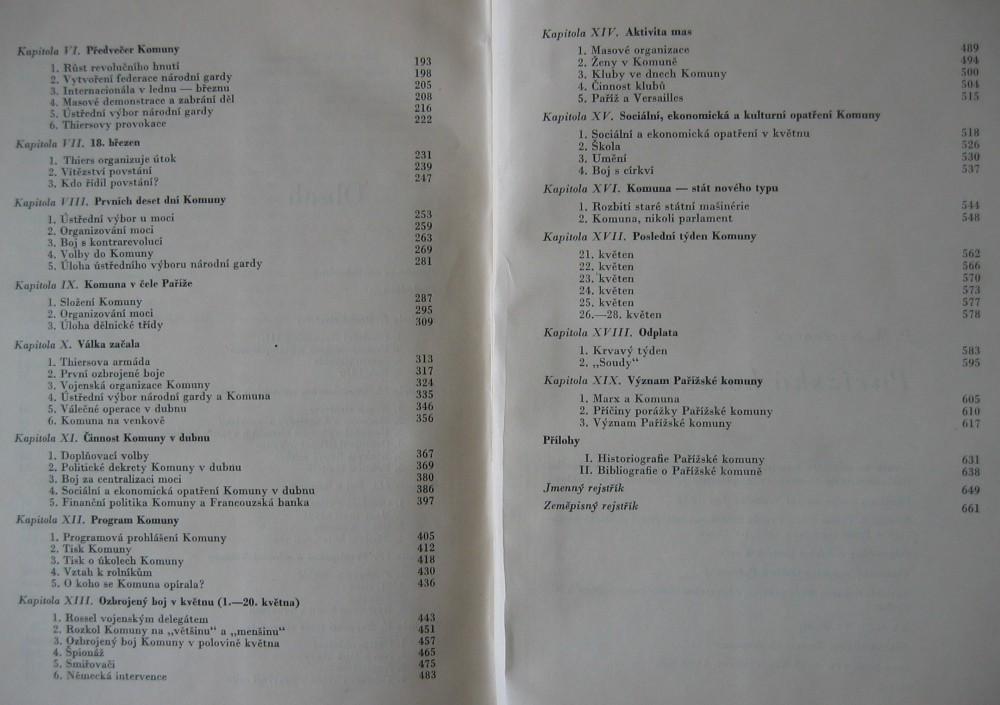 Kapitola VI. Předvečer Komuny
1. Růst revolučního hnutí 193
2. Vytvoření federace národní gardy 198
3. Internacionála v lednu — březnu 205
4. Masové demonstrace a zabrání děl 208
5. Ústřední výbor národní gardy 216
6. Thiersovy provokace 222
Kapitola VII. 18. březen
1. Thiers organizuje útok 231
2. Vítězství povstání 239
3. Kdo řídil povstání? 247
Kapitola VIII. Prvních deset dní Komuny
1. Ústřední výbor u moci 253
2. Organizování moci 259
3. Boj s kontrarevolucí 263
4. Volby do Komuny 269
5. Úloha ústředního výboru národní gardy 281
Kapitola IX. Komuna v čele Paříže
1. Složení Komuny 287
2. Organizování moci 295
3. Úloha dělnické třídy 309
Kapitola X. Válka začala
1. Thiersova armáda 313
2. První ozbrojené boje 317
3. Vojenská organizace Komuny 324
4. Ústřední výbor národní gardy a Komuna 335
5. Válečné operace v dubnu 346
6. Komuna na venkově 356
Kapitola XI. Činnost Komuny v dubnu
1. Doplňovací volby 367
2. Politické dekrety Komuny v dubnu 369
3. Boj za centralizaci moci 380
4. Sociální a ekonomická opatření Komuny v dubnu 386
5. Finanční politika Komuny a Francouzská banka 397
Kapitola XII. Program Komuny
1. Programová prohlášení Komuny 405
2. Tisk Komuny 412
3. Tisk o úkolech Komuny 418
4. Vztah k rolníkům 430
5. O koho se Komuna opírala? 436
Kapitola XIII. Ozbrojený boj v květnu (1.—20. května)
1. Rossel vojenským delegátem 443
2. Rozkol Komuny na „většinu“ a „menšinu“ 451
3. Ozbrojený boj Komuny v polovině května 457
4. Špionáž 465
5. Smiřovači 475
6. Německá intervence 483
Kapitola XIV. Aktivita mas
1. Masové organizace 489
2. Ženy v Komuně 494
3. Kluby ve dnech Komuny 500
4. Činnost klubů 504
5. Paříž a Versailles 515
Kapitola XV. Sociální, ekonomická a kulturní opatření Komuny
1. Sociální a ekonomická opatření v květnu 518
2. Škola 526
3. Umění 530
4. Boj s církví 537
Kapitola XVI. Komuna — stát nového typu
1. Rozbití staré státní mašinérie 544
2. Komuna, nikoli parlament 548
Kapitola XVII. Poslední týden Komuny
21. květen 562
22. květen 566
23. květen 570
24. květen 573
25. květen 577
26.—28. květen 578
Kapitola XVIII. Odplata
1. Krvavý týden 583
2. „Soudy“ 595
Kapitola XIX. Význam Pařížské komuny
1. Marx a Komuna 605
2. Příčiny porážky Pařížské komuny 610
3. Význam Pařížské komuny 617
Přílohy
I. Historiografie Pařížské komuny 631
II. Bibliografie o Pařížské komuně 638
Jmenný rejstřík 649
Zeměpisný rejstřík 661